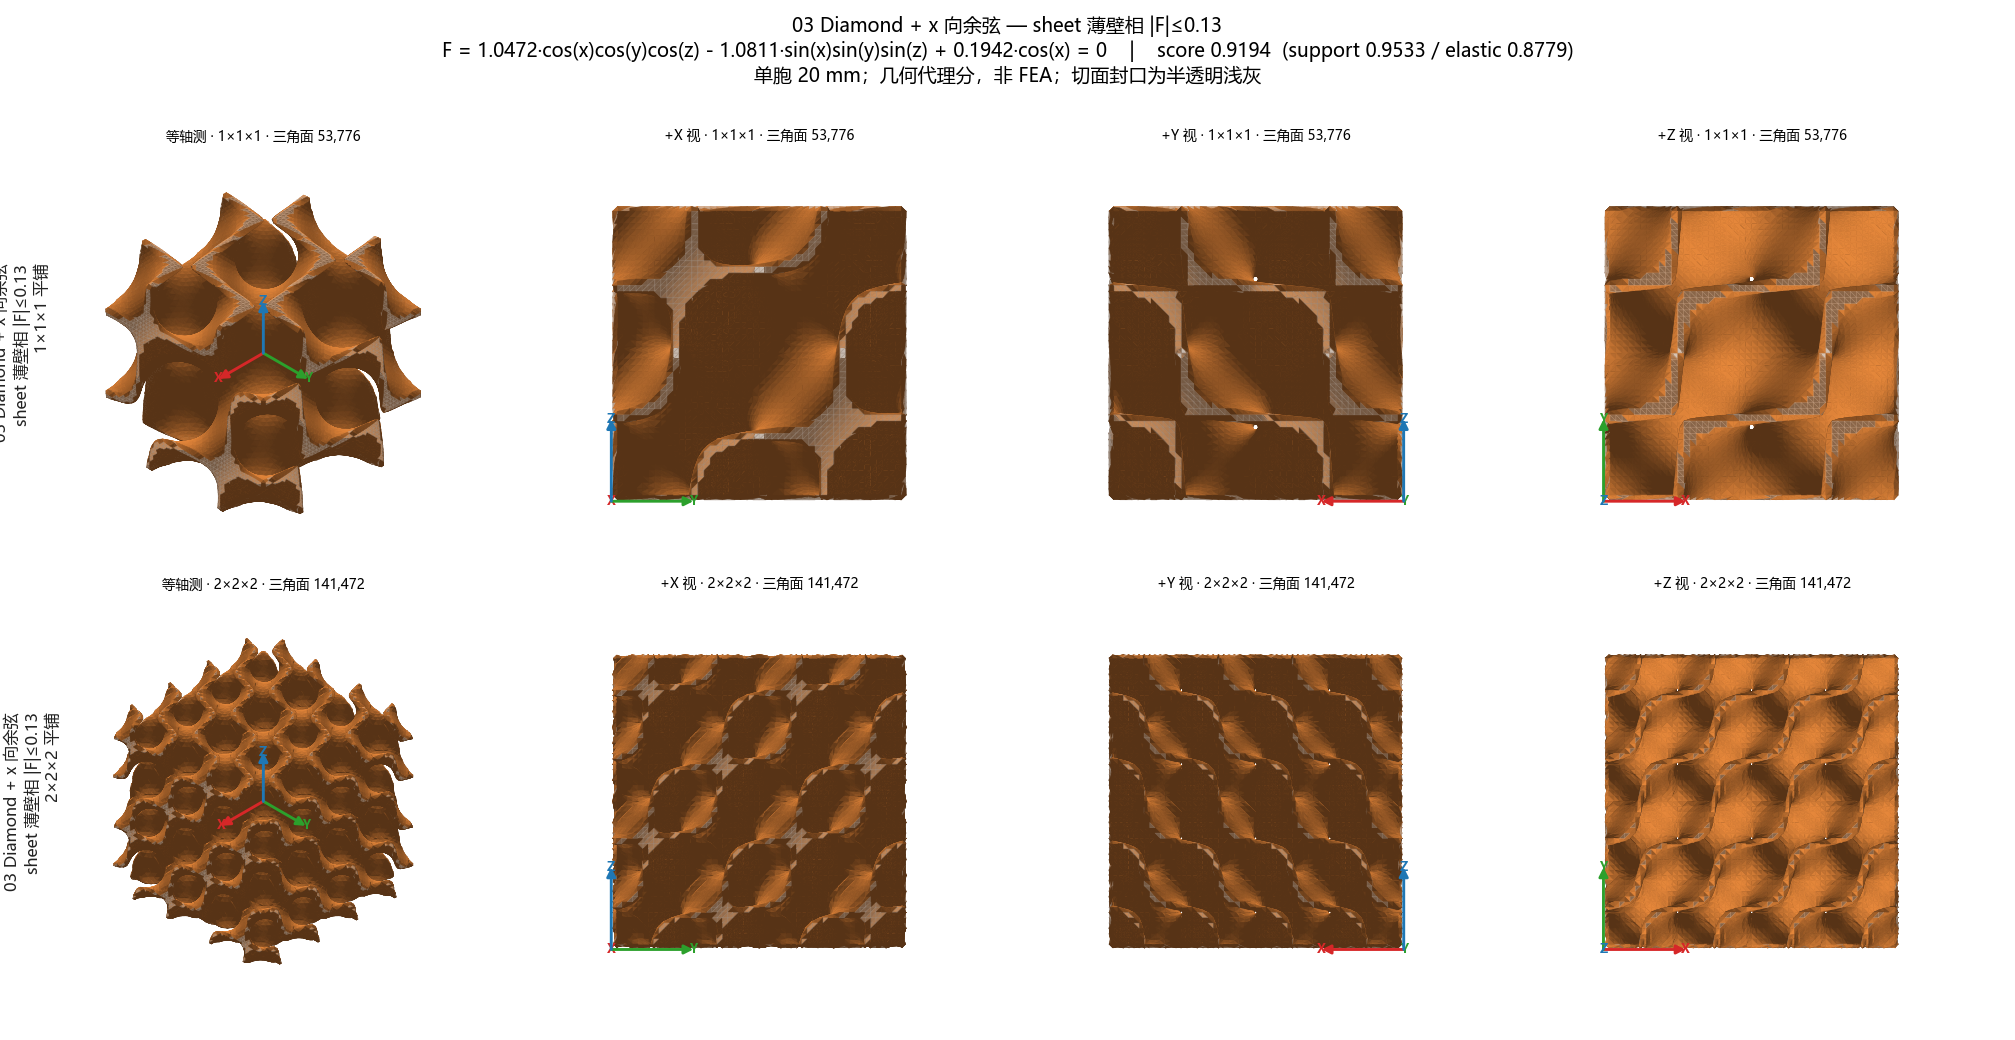 03 Diamond + x 向余弦 — sheet 薄壁相 |F|≤0.13
F = 1.0472·cos(x)cos(y)cos(z) - 1.0811·sin(x)sin(y)sin(z) + 0.1942·cos(x) = 0 | score 0.9194 (support 0.9533 / elastic 0.8779)
单胞 20 mm；几何代理分，非 FEA；切面封口为半透明浅灰
等轴测 · 1×1×1 · 三角面 53,776
+X 视 · 1×1×1 · 三角面 53,776
+Y 视 · 1×1×1 · 三角面 53,776
+Z 视 · 1×1×1 · 三角面 53,776
03 Diamond + x 向余弦
sheet 薄壁相 |F|≤0.13
1×1×1 平铺
Z
X
Y
Z
X
Y
Z
X
Y
Y
Z
X
等轴测 · 2×2×2 · 三角面 141,472
+X 视 · 2×2×2 · 三角面 141,472
+Y 视 · 2×2×2 · 三角面 141,472
+Z 视 · 2×2×2 · 三角面 141,472
03 Diamond + x 向余弦
sheet 薄壁相 |F|≤0.13
2×2×2 平铺
Z
X
Y
Z
X
Y
Z
X
Y
Y
Z
X